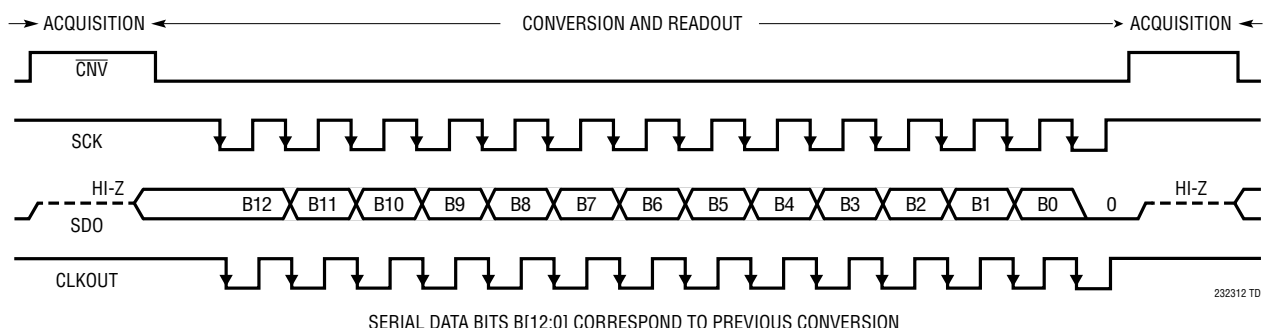 ACQUISITION CONVERSION AND READOUT ACQUISITION
CNV
SCK
HI-Z B12 B11 B10 B9 B8 B7 B6 B5 B4 B3 B2 B1 B0 0 HI-Z
SDO
CLKOUT
232312 TD
SERIAL DATA BITS B[12:0] CORRESPOND TO PREVIOUS CONVERSION